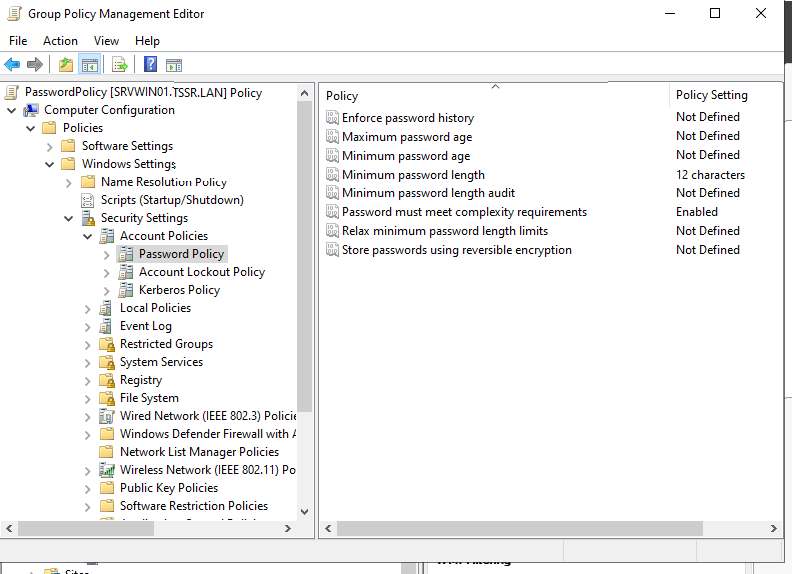 Group Policy Management Editor
File Action View Help
PasswordPolicy [SRVWIN01.TSSR.LAN] Policy
Computer Configuration
Policies
Software Settings
Windows Settings
Name Resolution Policy
Scripts (Startup/Shutdown)
Security Settings
Account Policies
Password Policy
Account Lockout Policy
Kerberos Policy
Local Policies
Event Log
Restricted Groups
System Services
Registry
File System
Wired Network (IEEE 802.3) Policie
Windows Defender Firewall with A
Network List Manager Policies
Wireless Network (IEEE 802.11) Po
Public Key Policies
Software Restriction Policies
Policy Policy Setting
Enforce password history Not Defined
Maximum password age Not Defined
Minimum password age Not Defined
Minimum password length 12 characters
Minimum password length audit Not Defined
Password must meet complexity requirements Enabled
Relax minimum password length limits Not Defined
Store passwords using reversible encryption Not Defined